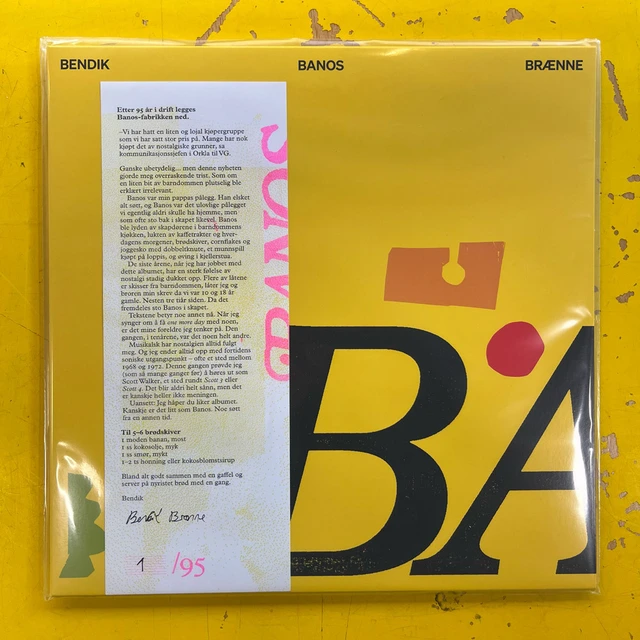 BENDIK BANOS BRÆNNE
Etter 95 år i drift legges
Banos-fabrikken ned.
–Vi har hatt en liten og lojal kjøpergruppe
som vi har satt stor pris på. Mange har nok
kjøpt det av nostalgiske grunner, sa
kommunikasjonssjefen i Orkla til VG.
Ganske ubetydelig... men denne nyheten
gjorde meg overraskende trist. Som om
en liten bit av barndommen plutselig ble
erklært irrelevant.
Banos var min pappas pålegg. Han elsket
alt søtt, og Banos var det ulovlige pålegget
vi egentlig aldri skulle ha hjemme, men
som ofte sto bak i skapet likevel. Banos
ble lyden av skapdørene i barndommens
kjøkken, lukten av kaffetrakter og hver-
dagens morgener, brødskiver, cornflakes og
joggesko med dobbeltknute, et munnspill
kjøpt på loppis, og øving i kjellerstua.
De siste årene, når jeg har jobbet med
dette albumet, har en sterk følelse av
nostalgi stadig dukket opp. Flere av låtene
er skisser fra barndommen, låter jeg og
broren min skrev da vi var 10 og 18 år
gamle. Nesten tre tiår siden. Da det
fremdeles sto Banos i skapet.
Tekstene betyr noe annet nå. Når jeg
synger om å få one more day med noen,
er det mine foreldre jeg tenker på. Den
gangen, i tenårene, var det noen helt andre.
Musikalsk har nostalgien alltid fulgt
meg. Og jeg ender alltid opp med fortidens
soniske utgangspunkt – ofte et sted mellom
1968 og 1972. Denne gangen prøvde jeg
(som så mange ganger før) å høres ut som
Scott Walker, et sted rundt Scott 3 eller
Scott 4. Det blir aldri helt sånn, men det
er kanskje heller ikke meningen.
Uansett: Jeg håper du liker albumet.
Kanskje er det litt som Banos. Noe søtt
fra en annen tid.
Til 5–6 brødskiver
1 moden banan, most
1 ss kokosolje, myk
1 ss smør, mykt
1–2 ts honning eller kokosblomstsirup
Bland alt godt sammen med en gaffel og
server på nyristet brød med en gang.
Bendik
Bendik Brænne
1 /95
BANOS
BA